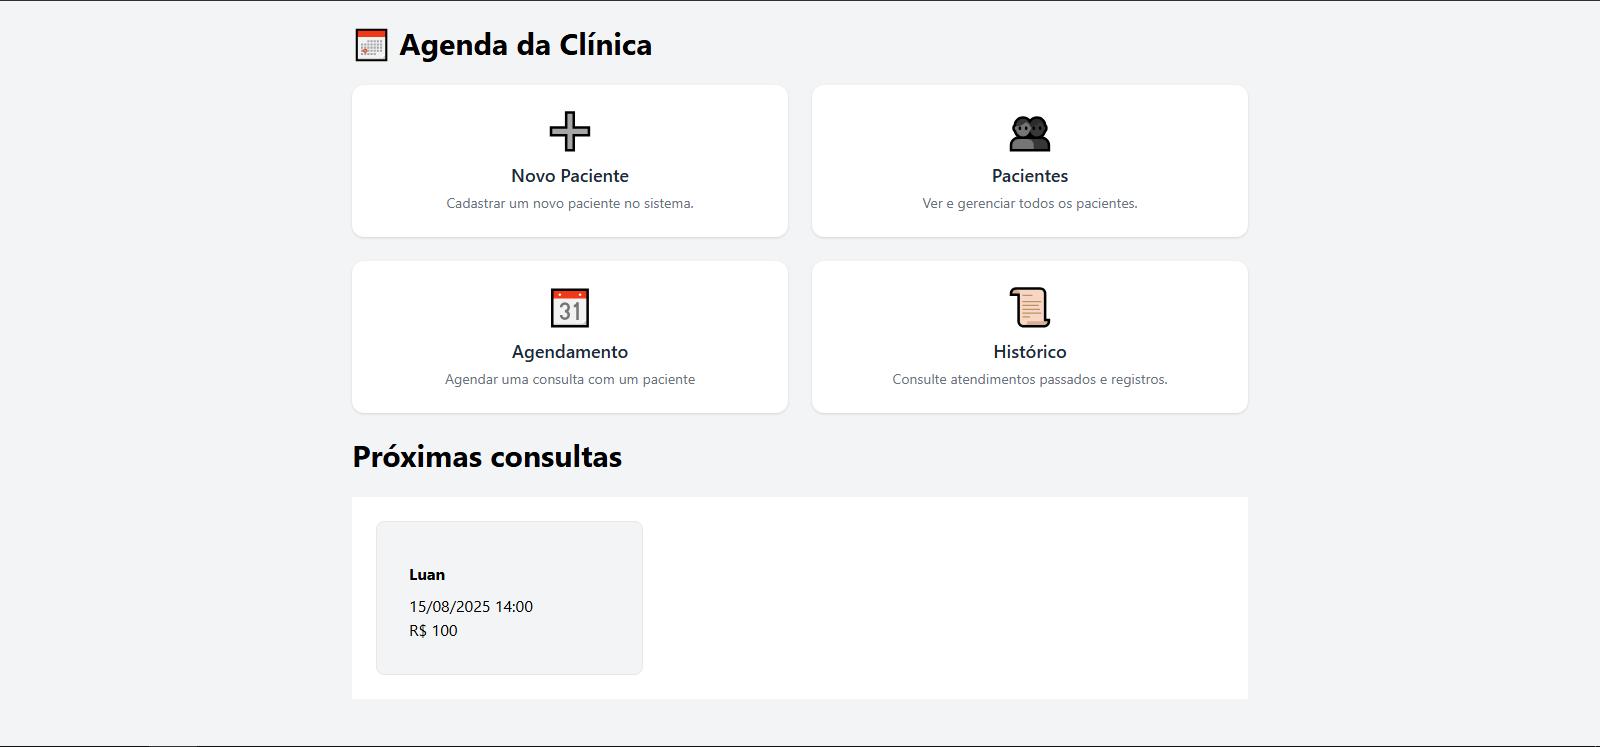 Agenda da Clínica
Novo Paciente
Cadastrar um novo paciente no sistema.
Pacientes
Ver e gerenciar todos os pacientes.
31
Agendamento
Agendar uma consulta com um paciente
Histórico
Consulte atendimentos passados e registros.
Próximas consultas
Luan
15/08/2025 14:00
R$ 100